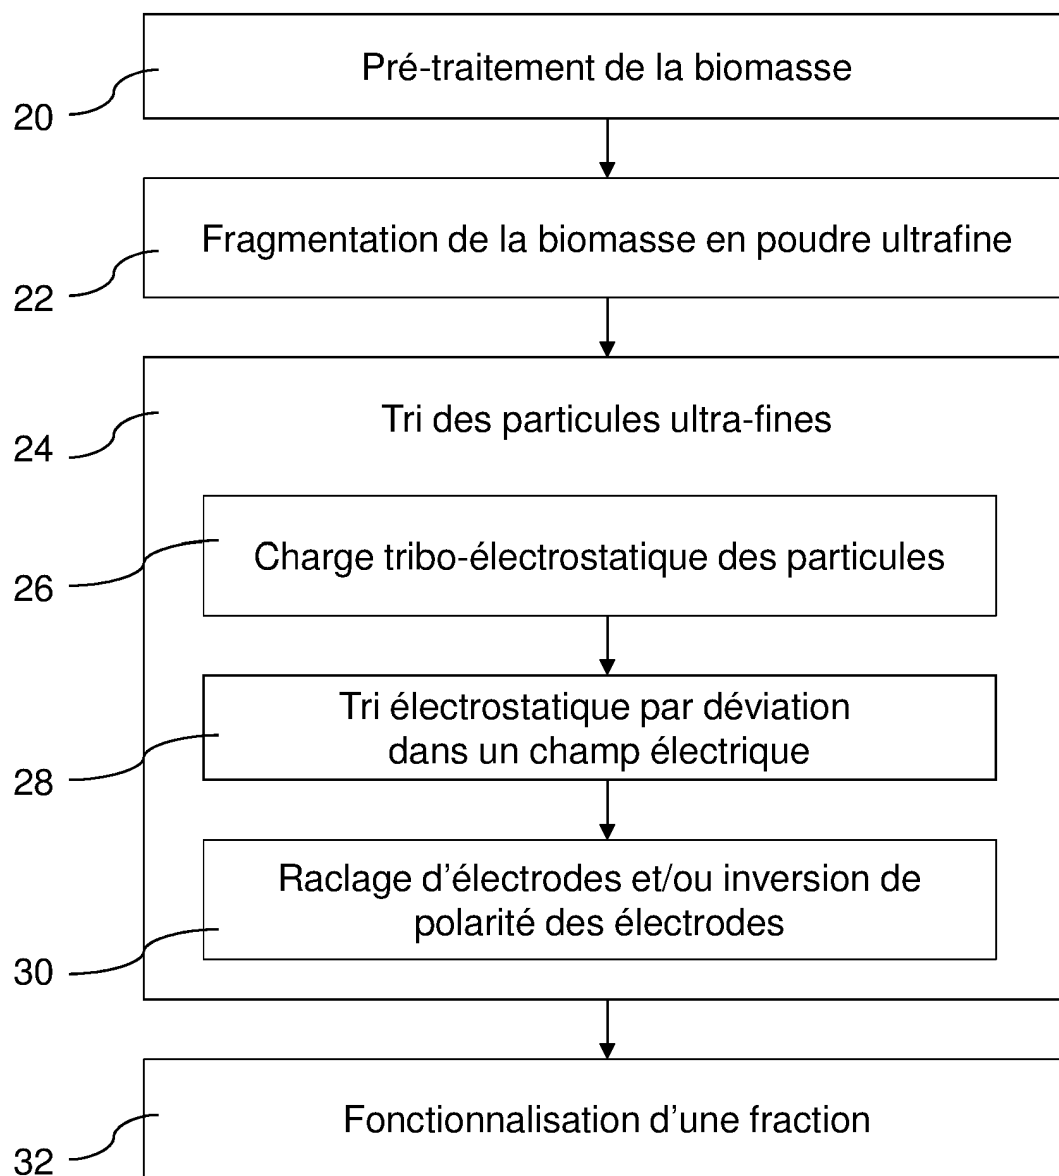 Pré-traitement de la biomasse
20
Fragmentation de la biomasse en poudre ultrafine
22
Tri des particules ultra-fines
24
Charge tribo-électrostatique des particules
26
Tri électrostatique par déviation
dans un champ électrique
28
Raclage d'électrodes et/ou inversion de
polarité des électrodes
30
Fonctionnalisation d'une fraction
32